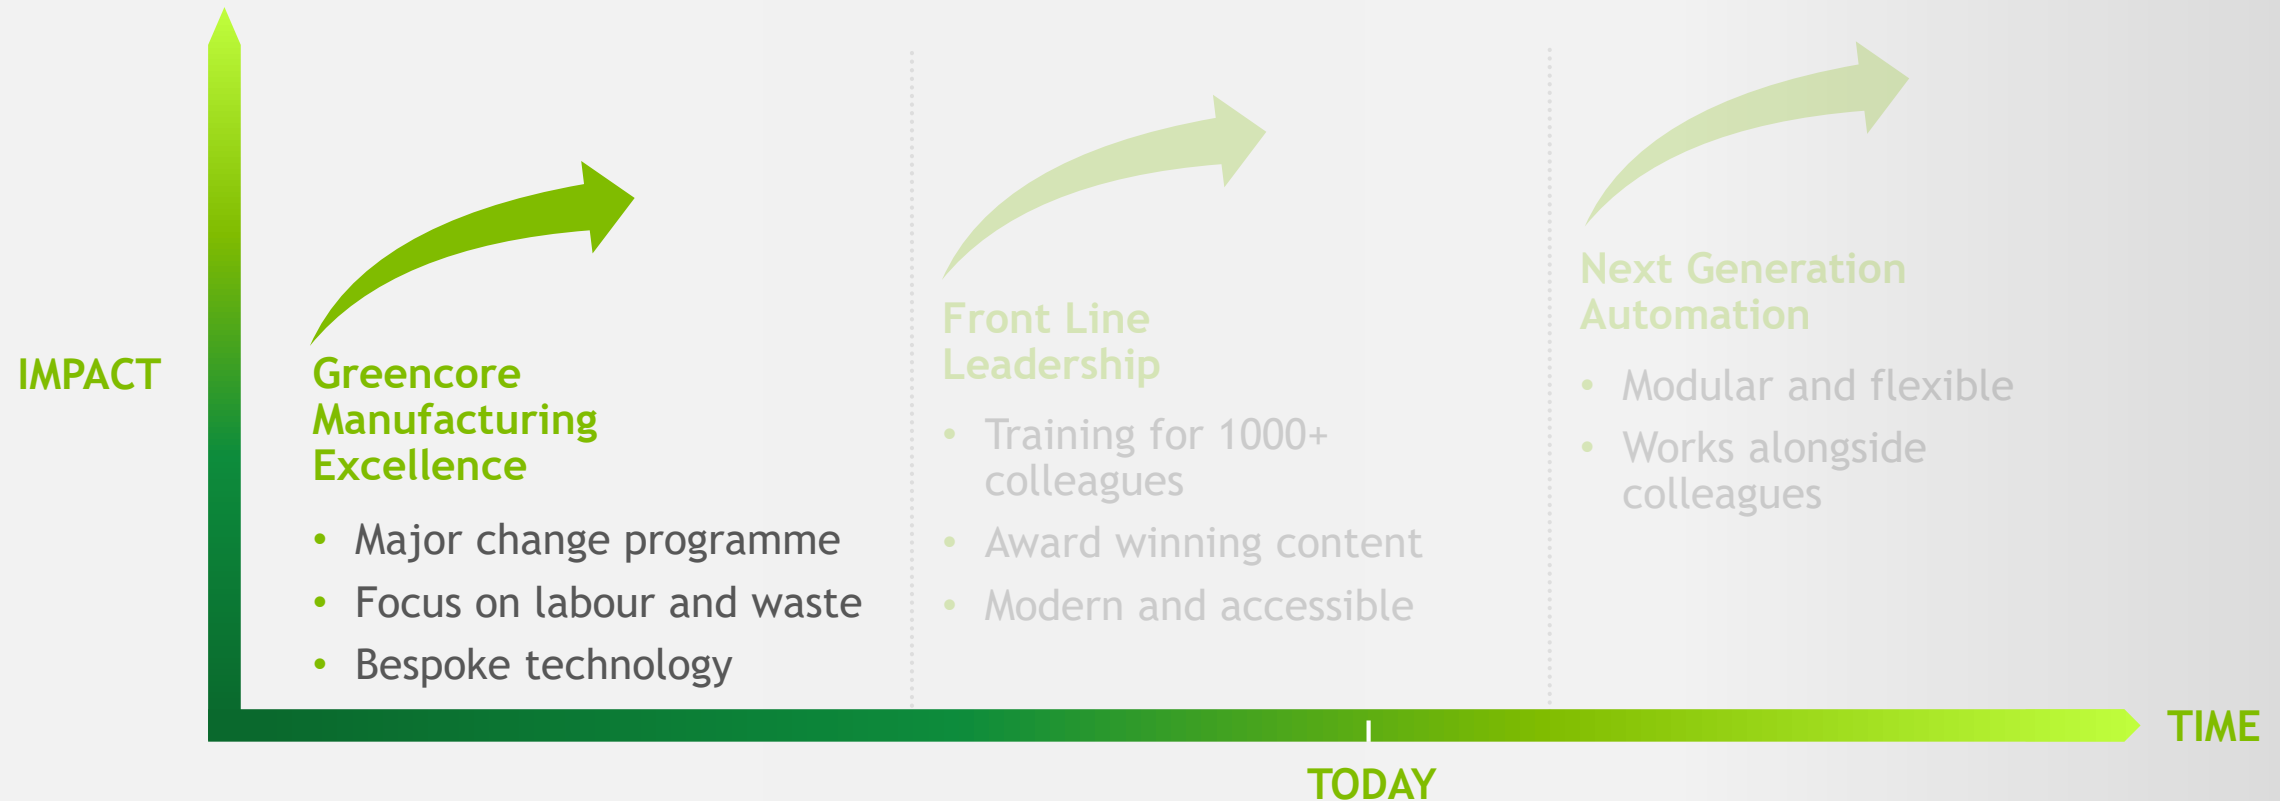 IMPACT
Greencore
Manufacturing
Excellence
• Major change programme
• Focus on labour and waste
• Bespoke technology
Front Line
Leadership
• Training for 1000+
colleagues
• Award winning content
• Modern and accessible
Next Generation
Automation
• Modular and flexible
• Works alongside
colleagues
TIME
TODAY